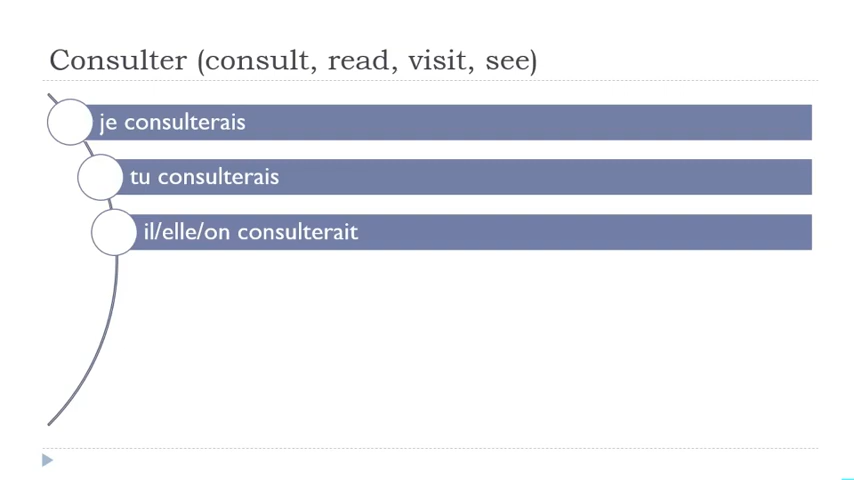 Consulter (consult, read, visit, see)
je consulterais
tu consulterais
il/elle/on consulterait